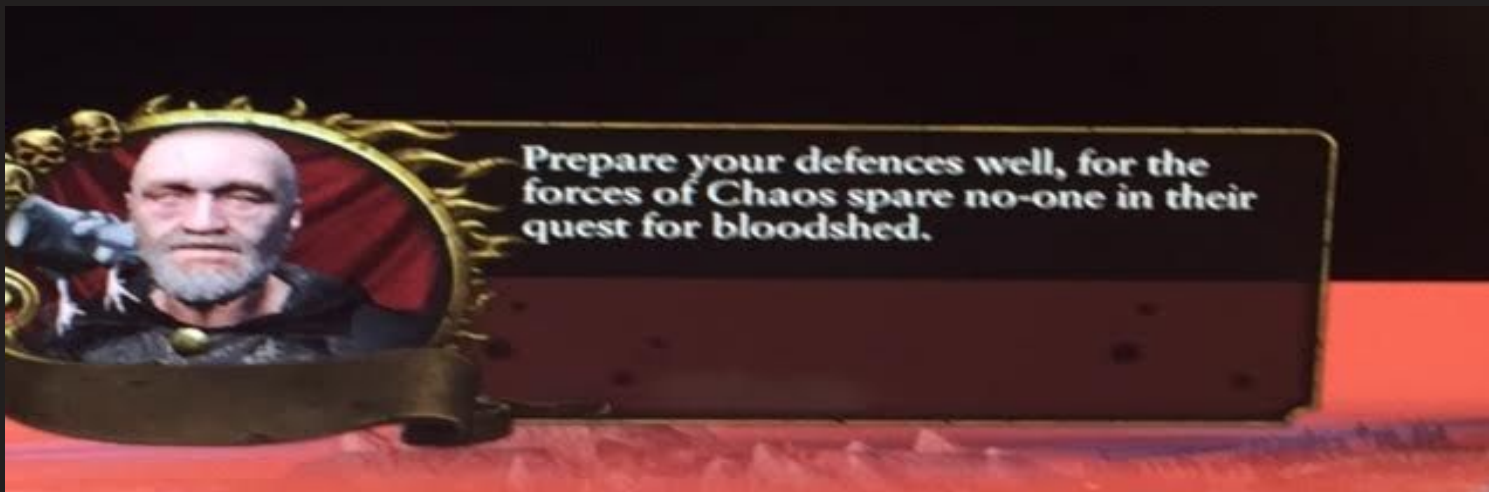 Prepare your defences well, for the
forces of Chaos spare no-one in their
quest for bloodshed.